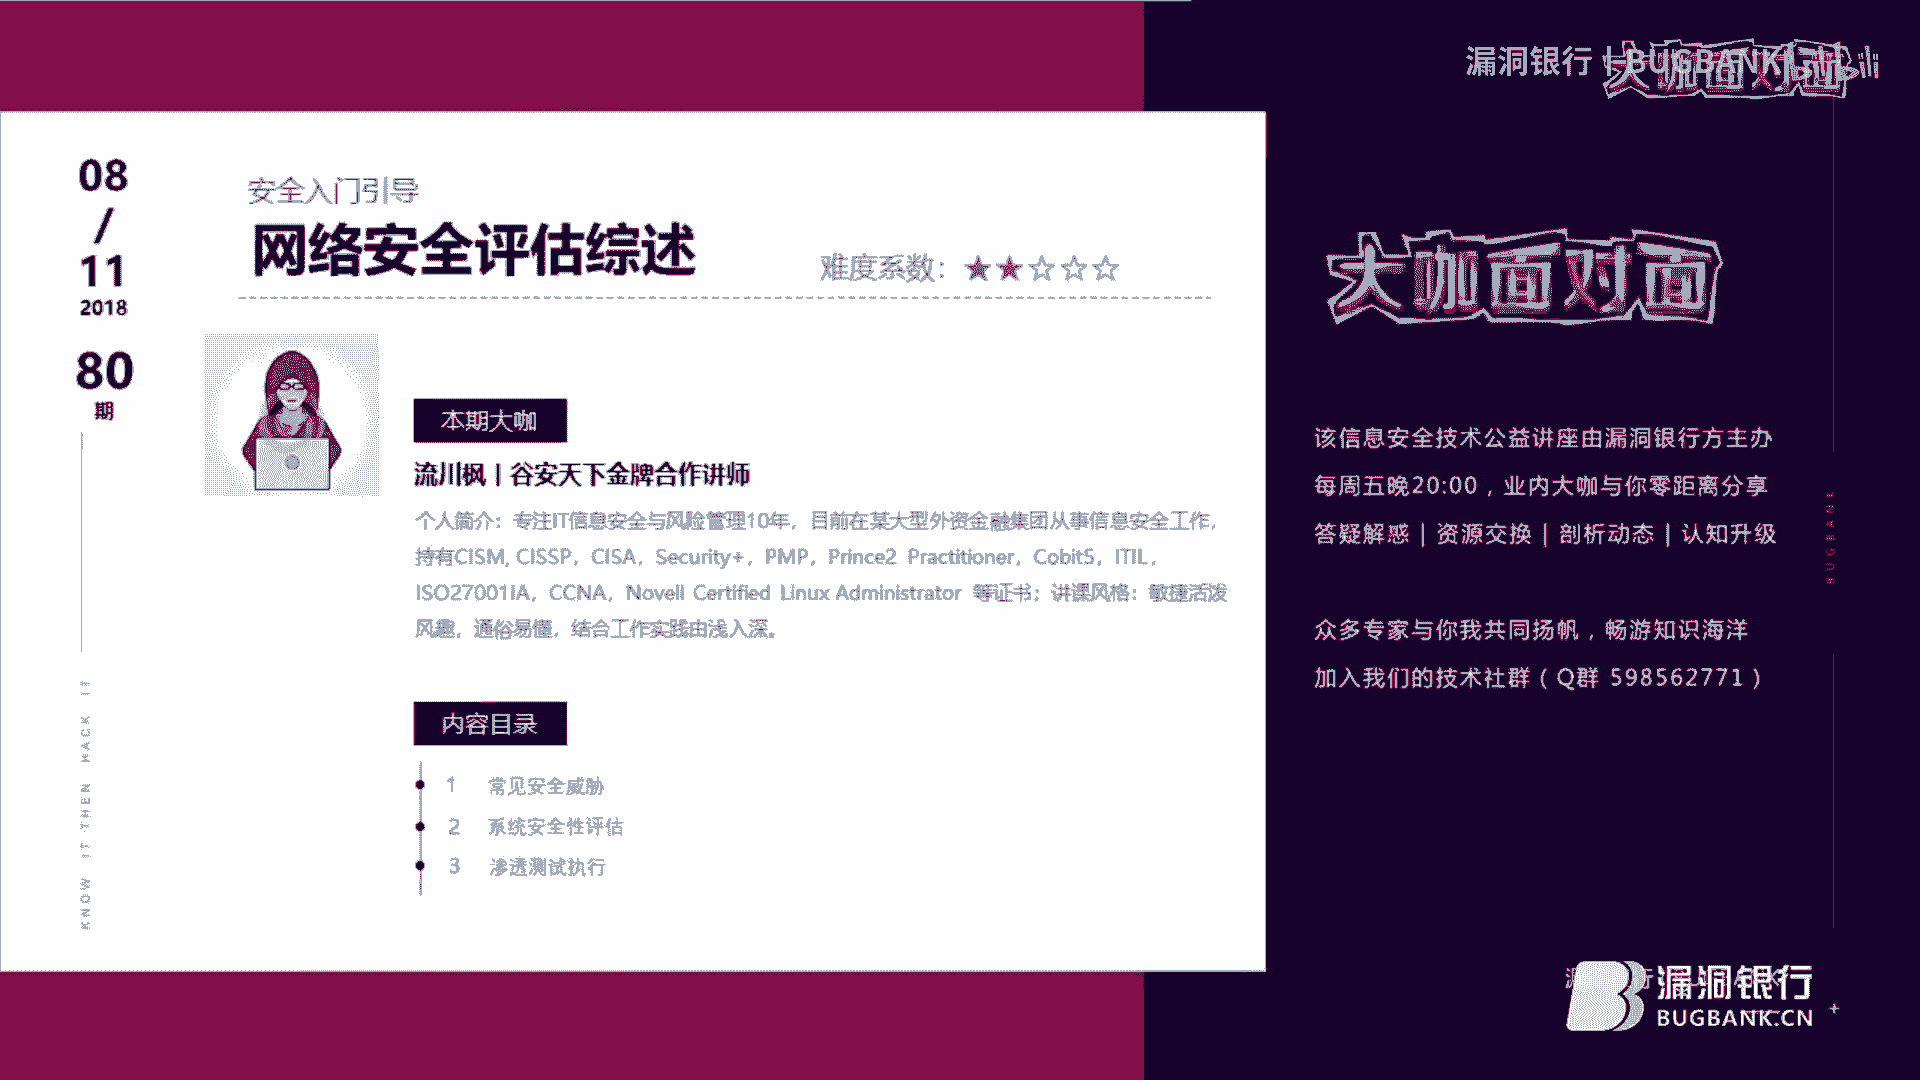 漏洞银行 | BUGBANK
大咖面对面
08
/
11
2018
80
期
KNOW IT THEN HACK IT
安全入门引导
网络安全评估综述
难度系数：★★☆☆☆
本期大咖
流川枫 | 谷安天下金牌合作讲师
个人简介：专注IT信息安全与风险管理10年，目前在某大型外资金融集团从事信息安全工作，
持有CISM, CISSP，CISA，Security+，PMP，Prince2 Practitioner，Cobit5，ITIL，
ISO27001IA，CCNA，Novell Certified Linux Administrator 等证书；讲课风格：敏捷活泼
风趣，通俗易懂，结合工作实践由浅入深。
内容目录
1 常见安全威胁
2 系统安全性评估
3 渗透测试执行
大咖面对面
该信息安全技术公益讲座由漏洞银行方主办
每周五晚20:00，业内大咖与你零距离分享
答疑解惑 | 资源交换 | 剖析动态 | 认知升级
众多专家与你我共同扬帆，畅游知识海洋
加入我们的技术社群（Q群 598562771）
BUGBANK
漏洞银行
BUGBANK.CN